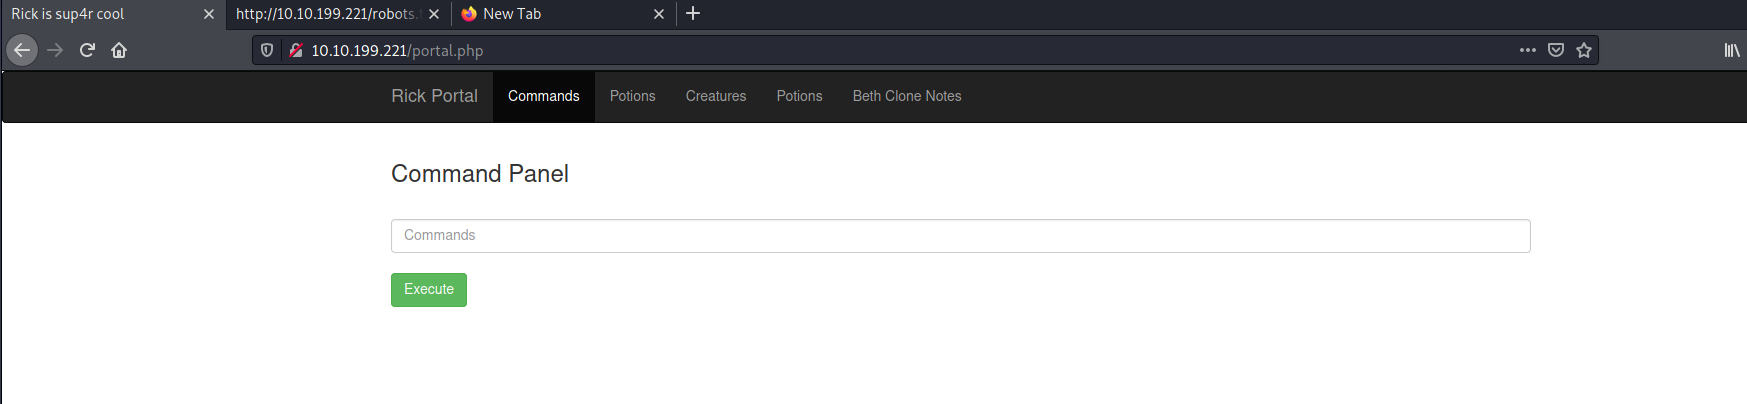 Rick is sup4r cool http://10.10.199.221/robots. New Tab
10.10.199.221/portal.php
Rick Portal Commands Potions Creatures Potions Beth Clone Notes
Command Panel
Commands
Execute